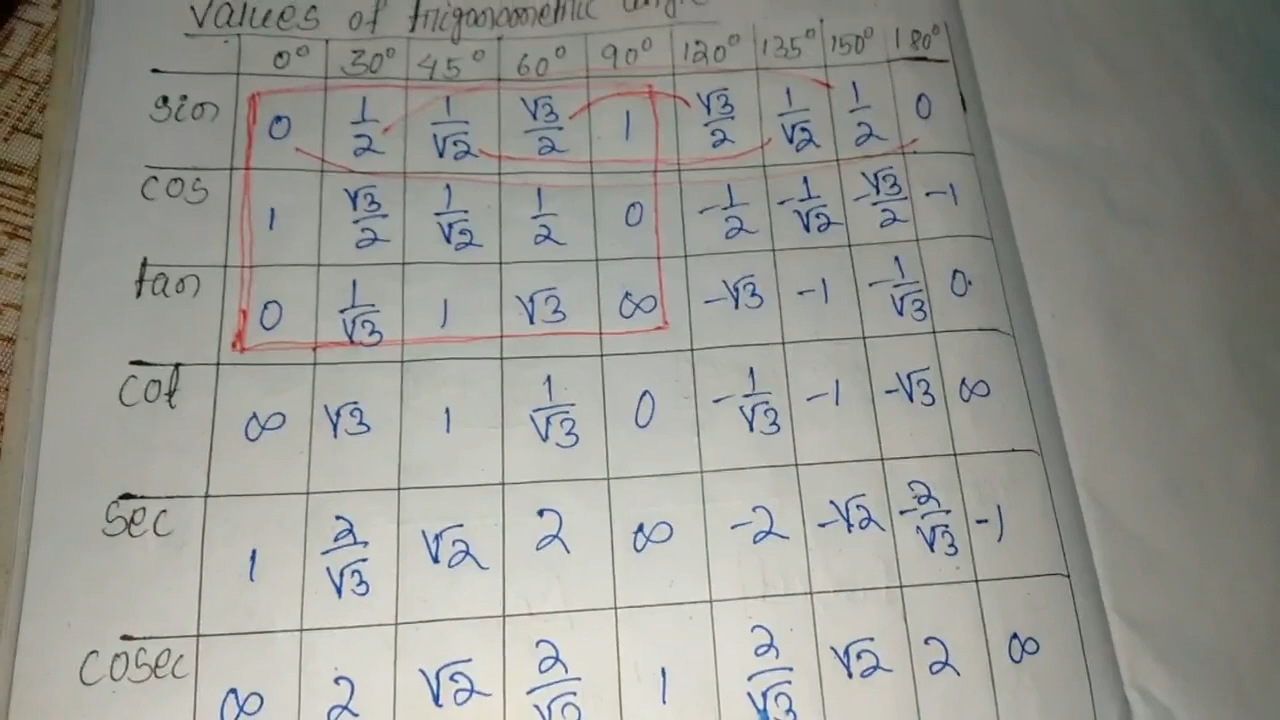 Values of trigonometric
0° 30° 45° 60° 90° 120° 135° 150° 180°
sin 0 1/2 1/√2 √3/2 1 √3/2 1/√2 1/2 0
cos 1 √3/2 1/√2 1/2 0 -1/2 -1/√2 -√3/2 -1
tan 0 1/√3 1 √3 ∞ -√3 -1 -1/√3 0
cot ∞ √3 1 1/√3 0 -1/√3 -1 -√3 ∞
sec 1 2/√3 √2 2 ∞ -2 -√2 -2/√3 -1
cosec ∞ 2 √2 2/√3 1 2/√3 √2 2 ∞